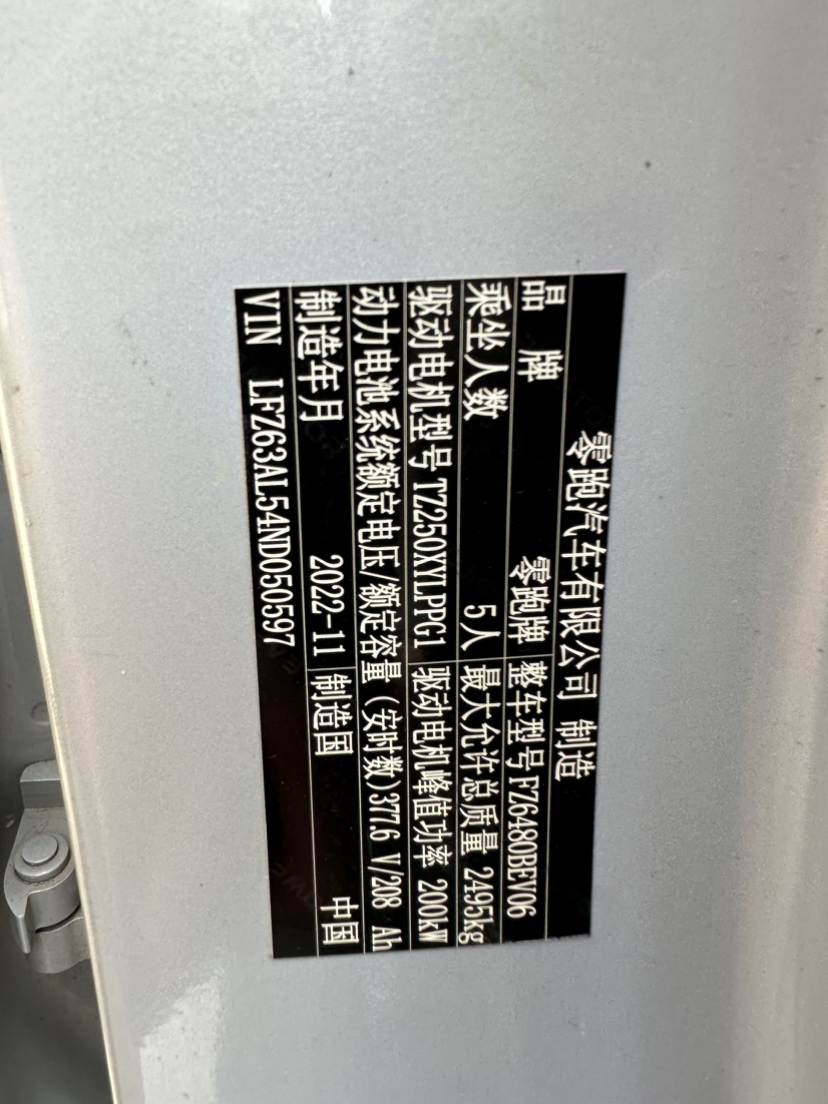 零跑汽车有限公司 制造
品 牌 零跑牌 整车型号 FZ6480BEV06
乘坐人数 5人 最大允许总质量 2495kg
驱动电机型号 TZ250XYLPPG1 驱动电机峰值功率 200kW
动力电池系统额定电压/额定容量(安时数)377.6 V/208 Ah
制造年月 2022-11 制造国 中国
VIN LFZ63AL54ND050597